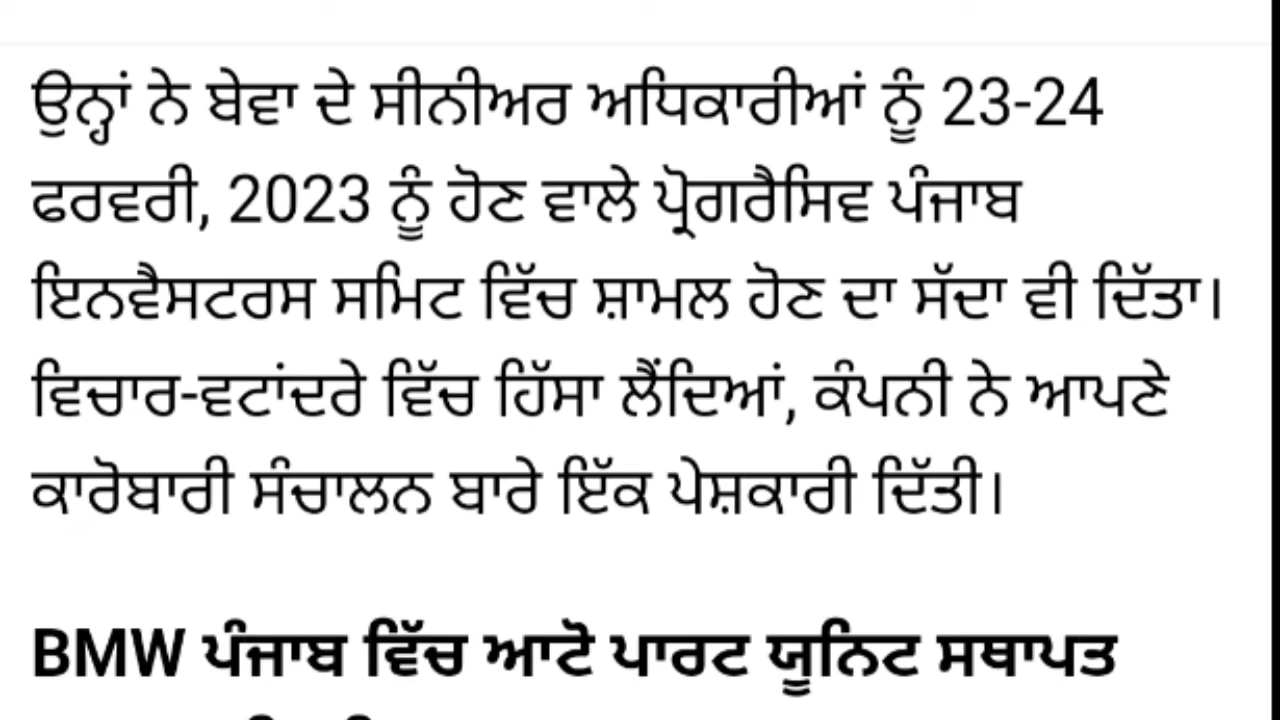 ਉਨ੍ਹਾਂ ਨੇ ਬੇਵਾ ਦੇ ਸੀਨੀਅਰ ਅਧਿਕਾਰੀਆਂ ਨੂੰ 23-24
ਫਰਵਰੀ, 2023 ਨੂੰ ਹੋਣ ਵਾਲੇ ਪ੍ਰੋਗਰੈਸਿਵ ਪੰਜਾਬ
ਇਨਵੈਸਟਰਸ ਸਮਿਟ ਵਿੱਚ ਸ਼ਾਮਲ ਹੋਣ ਦਾ ਸੱਦਾ ਵੀ ਦਿੱਤਾ।
ਵਿਚਾਰ-ਵਟਾਂਦਰੇ ਵਿੱਚ ਹਿੱਸਾ ਲੈਂਦਿਆਂ, ਕੰਪਨੀ ਨੇ ਆਪਣੇ
ਕਾਰੋਬਾਰੀ ਸੰਚਾਲਨ ਬਾਰੇ ਇੱਕ ਪੇਸ਼ਕਾਰੀ ਦਿੱਤੀ।
BMW ਪੰਜਾਬ ਵਿੱਚ ਆਟੋ ਪਾਰਟ ਯੂਨਿਟ ਸਥਾਪਤ